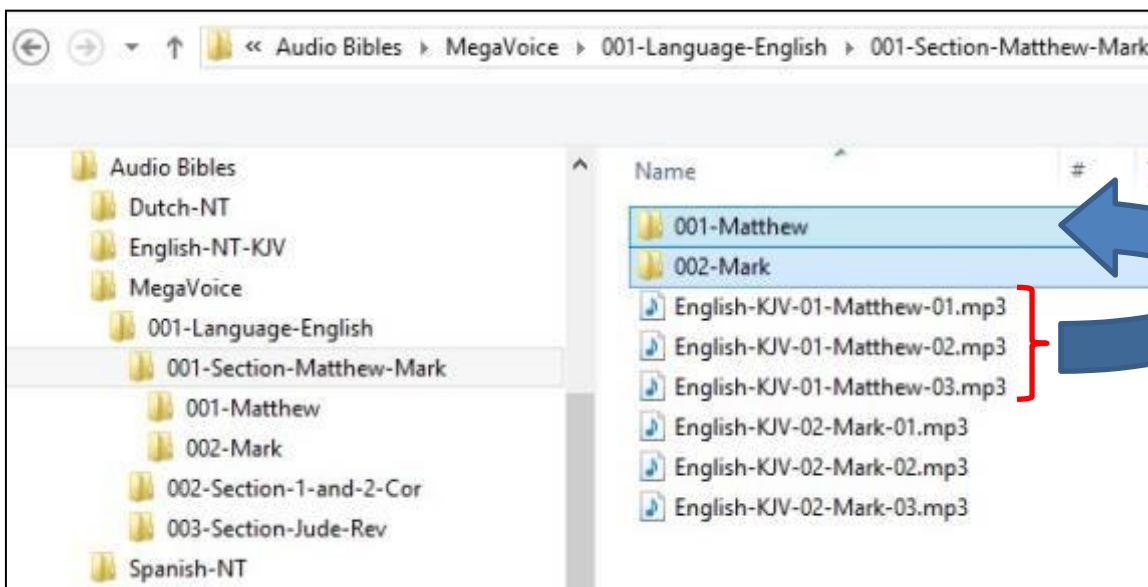 « Audio Bibles ▸ MegaVoice ▸ 001-Language-English ▸ 001-Section-Matthew-Mark
Audio Bibles
Dutch-NT
English-NT-KJV
MegaVoice
001-Language-English
001-Section-Matthew-Mark
001-Matthew
002-Mark
002-Section-1-and-2-Cor
003-Section-Jude-Rev
Spanish-NT
Name #
001-Matthew
002-Mark
English-KJV-01-Matthew-01.mp3
English-KJV-01-Matthew-02.mp3
English-KJV-01-Matthew-03.mp3
English-KJV-02-Mark-01.mp3
English-KJV-02-Mark-02.mp3
English-KJV-02-Mark-03.mp3